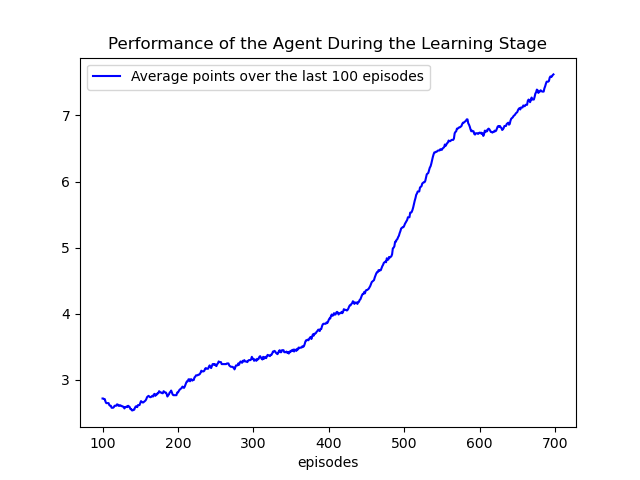 Performance of the Agent During the Learning Stage
Average points over the last 100 episodes
7
6
5
4
3
100 200 300 400 500 600 700
episodes